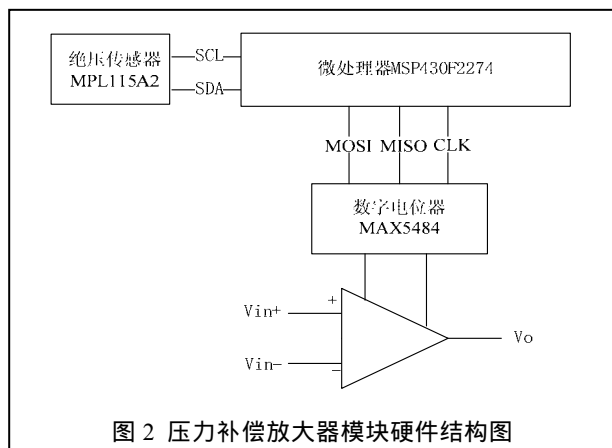 绝压传感器
MPL115A2
SCL
SDA
微处理器MSP430F2274
MOSI MISO CLK
数字电位器
MAX5484
Vin+
+
Vo
Vin-
-
图 2 压力补偿放大器模块硬件结构图